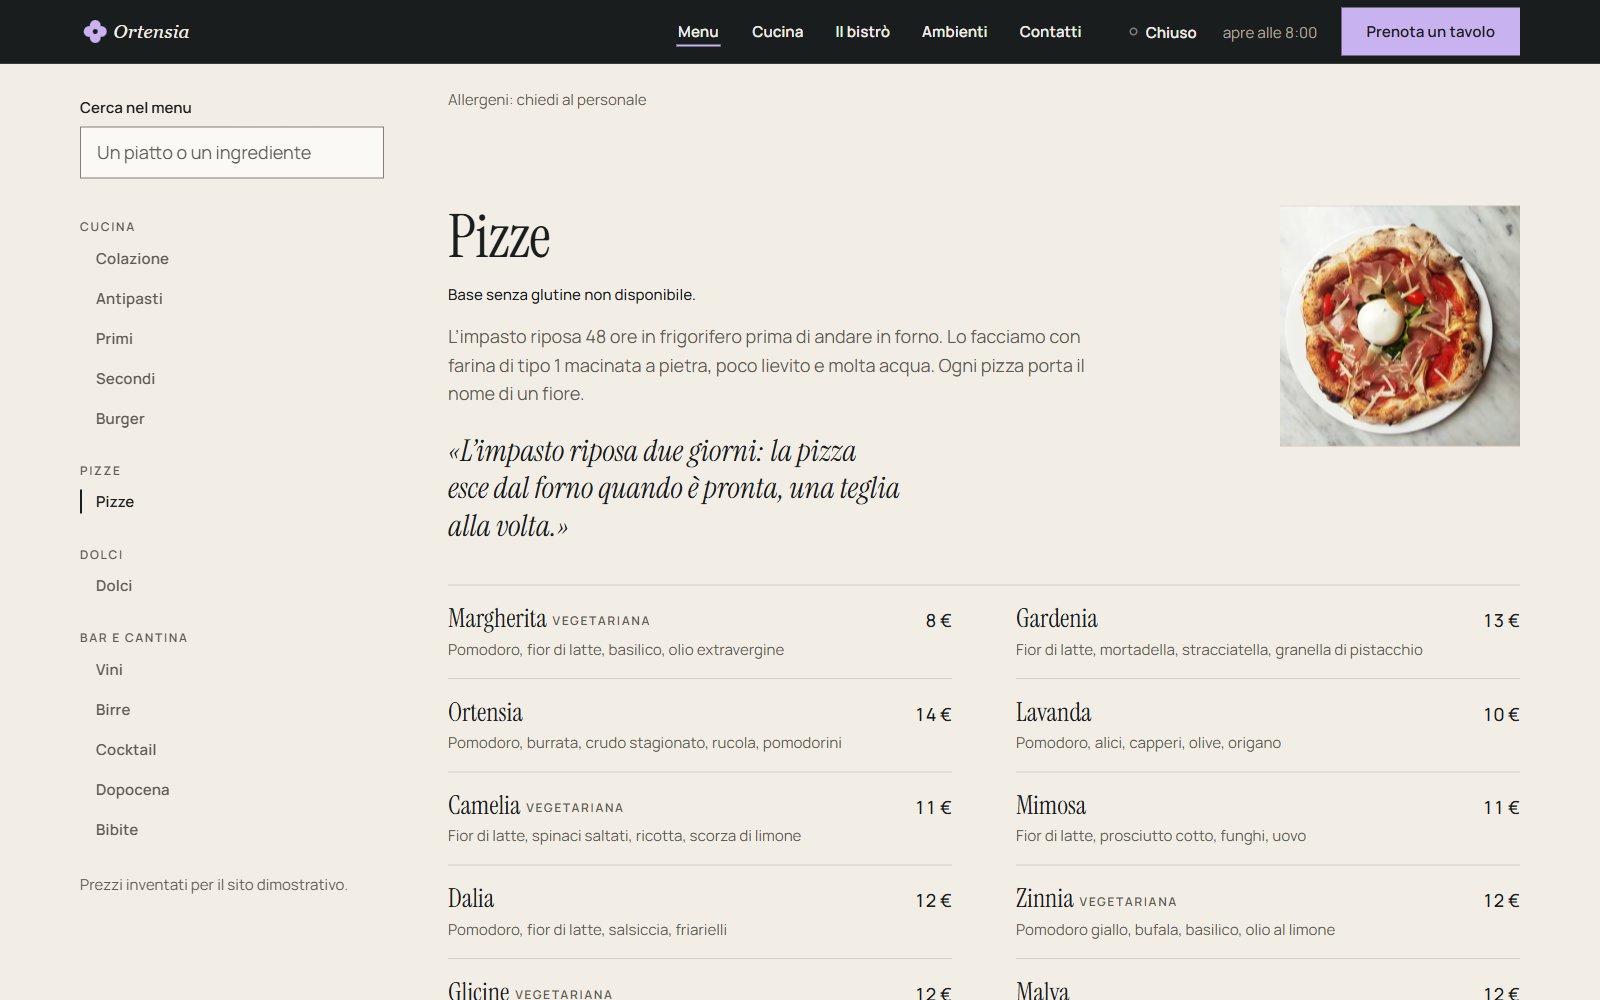 Ortensia
Menu
Cucina
Il bistrò
Ambienti
Contatti
Chiuso
apre alle 8:00
Prenota un tavolo
Cerca nel menu
Un piatto o un ingrediente
CUCINA
Colazione
Antipasti
Primi
Secondi
Burger
PIZZE
Pizze
DOLCI
Dolci
BAR E CANTINA
Vini
Birre
Cocktail
Dopocena
Bibite
Prezzi inventati per il sito dimostrativo.
Allergeni: chiedi al personale
Pizze
Base senza glutine non disponibile.
L’impasto riposa 48 ore in frigorifero prima di andare in forno. Lo facciamo con
farina di tipo 1 macinata a pietra, poco lievito e molta acqua. Ogni pizza porta il
nome di un fiore.
«L’impasto riposa due giorni: la pizza
esce dal forno quando è pronta, una teglia
alla volta.»
Margherita VEGETARIANA 8 €
Pomodoro, fior di latte, basilico, olio extravergine
Gardenia 13 €
Fior di latte, mortadella, stracciatella, granella di pistacchio
Ortensia 14 €
Pomodoro, burrata, crudo stagionato, rucola, pomodorini
Lavanda 10 €
Pomodoro, alici, capperi, olive, origano
Camelia VEGETARIANA 11 €
Fior di latte, spinaci saltati, ricotta, scorza di limone
Mimosa 11 €
Fior di latte, prosciutto cotto, funghi, uovo
Dalia 12 €
Pomodoro, fior di latte, salsiccia, friarielli
Zinnia VEGETARIANA 12 €
Pomodoro giallo, bufala, basilico, olio al limone
Glicine VEGETARIANA 12 €
Malva 12 €